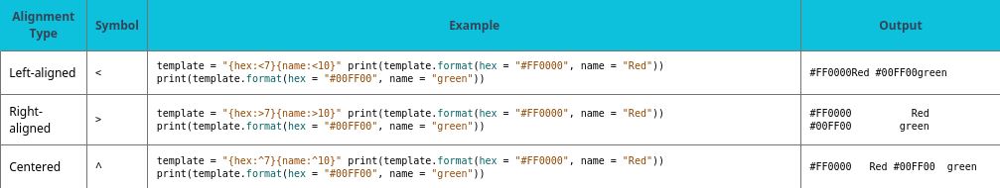 Alignment Type Symbol Example Output
Left-aligned < template = "{hex:<7}{name:<10}" print(template.format(hex = "#FF0000", name = "Red"))
print(template.format(hex = "#00FF00", name = "green")) #FF0000Red #00FF00green
Right-aligned > template = "{hex:>7}{name:>10}" print(template.format(hex = "#FF0000", name = "Red")) #FF0000 Red
print(template.format(hex = "#00FF00", name = "green")) #00FF00 green
Centered ^ template = "{hex:^7}{name:^10}" print(template.format(hex = "#FF0000", name = "Red"))
print(template.format(hex = "#00FF00", name = "green")) #FF0000 Red #00FF00 green